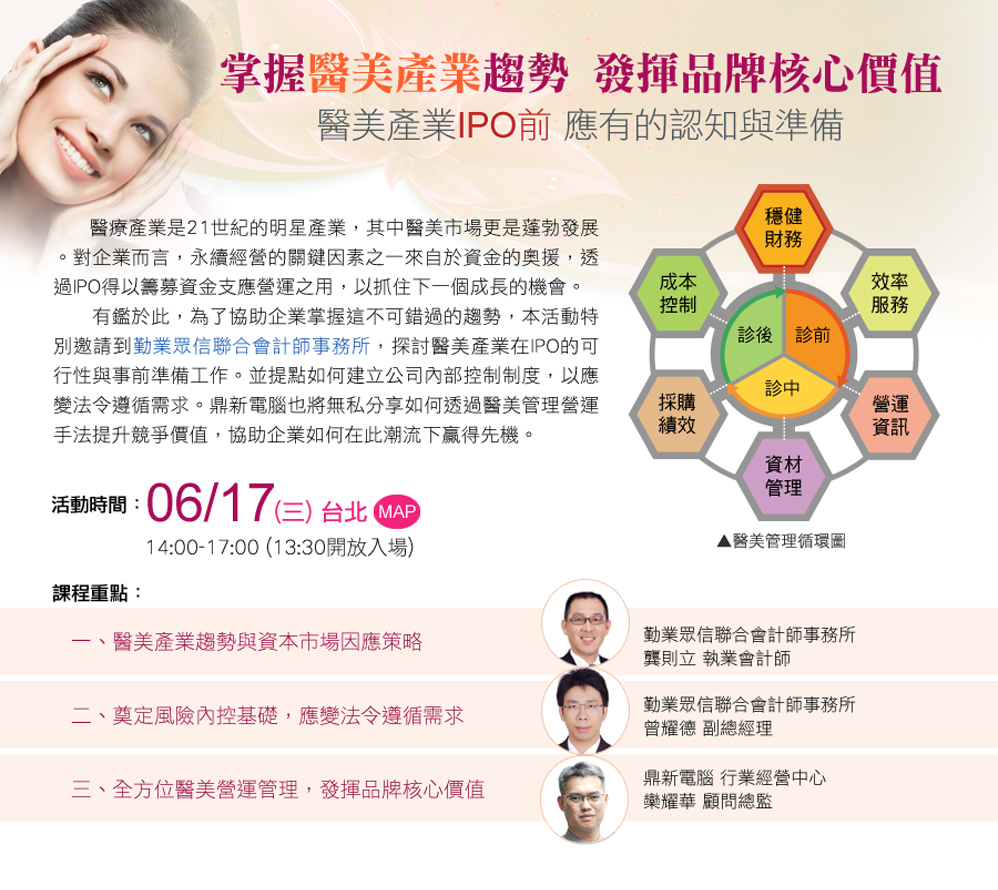 掌握醫美產業趨勢 發揮品牌核心價值
醫美產業IPO前 應有的認知與準備
醫療產業是21世紀的明星產業，其中醫美市場更是蓬勃發展
。對企業而言，永續經營的關鍵因素之一來自於資金的奧援，透
過IPO得以籌募資金支應營運之用，以抓住下一個成長的機會。
有鑑於此，為了協助企業掌握這不可錯過的趨勢，本活動特
別邀請到勤業眾信聯合會計師事務所，探討醫美產業在IPO的可
行性與事前準備工作。並提點如何建立公司內部控制制度，以應
變法令遵循需求。鼎新電腦也將無私分享如何透過醫美管理營運
手法提升競爭價值，協助企業如何在此潮流下贏得先機。
穩健
財務
效率
服務
營運
資訊
資材
管理
採購
績效
成本
控制
診後
診前
診中
▲醫美管理循環圖
活動時間：06/17(三) 台北 MAP
14:00-17:00 (13:30開放入場)
課程重點：
一、醫美產業趨勢與資本市場因應策略
勤業眾信聯合會計師事務所
龔則立 執業會計師
二、奠定風險內控基礎，應變法令遵循需求
勤業眾信聯合會計師事務所
曾耀德 副總經理
三、全方位醫美營運管理，發揮品牌核心價值
鼎新電腦 行業經營中心
欒耀華 顧問總監